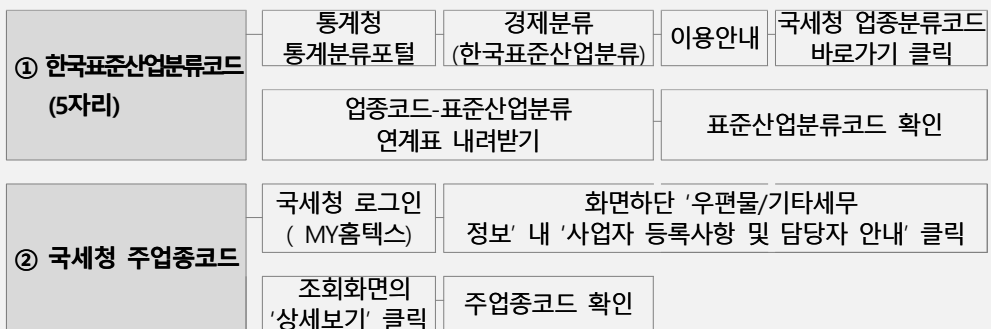 ① 한국표준산업분류코드
(5자리)
통계청
통계분류포털
경제분류
(한국표준산업분류)
이용안내
국세청 업종분류코드
바로가기 클릭
업종코드-표준산업분류
연계표 내려받기
표준산업분류코드 확인
② 국세청 주업종코드
국세청 로그인
( MY홈텍스)
화면하단 '우편물/기타세무
정보' 내 '사업자 등록사항 및 담당자 안내' 클릭
조회화면의
'상세보기' 클릭
주업종코드 확인